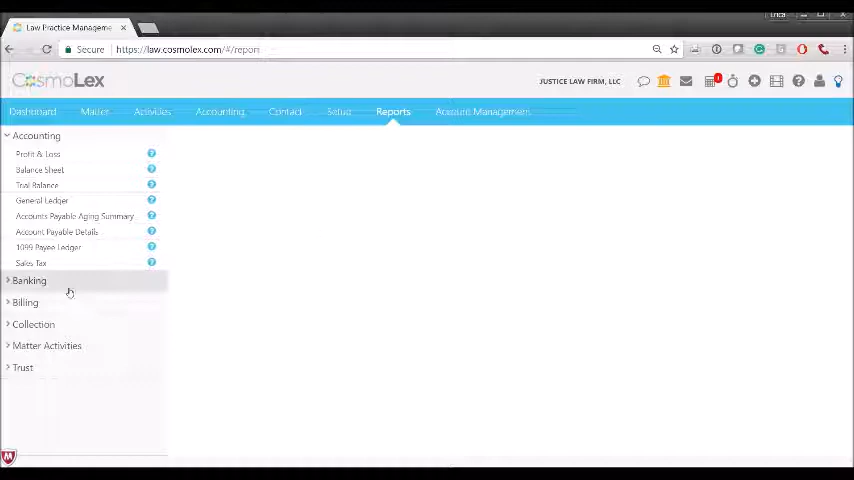 Erica
Law Practice Manageme
Secure
https://law.cosmolex.com/#/report
CosmoLex
JUSTICE LAW FIRM, LLC
1
Dashboard
Matter
Activities
Accounting
Contact
Setup
Reports
Account Management
Accounting
Profit & Loss
Balance Sheet
Trial Balance
General Ledger
Accounts Payable Aging Summary
Account Payable Details
1099 Payee Ledger
Sales Tax
Banking
Billing
Collection
Matter Activities
Trust